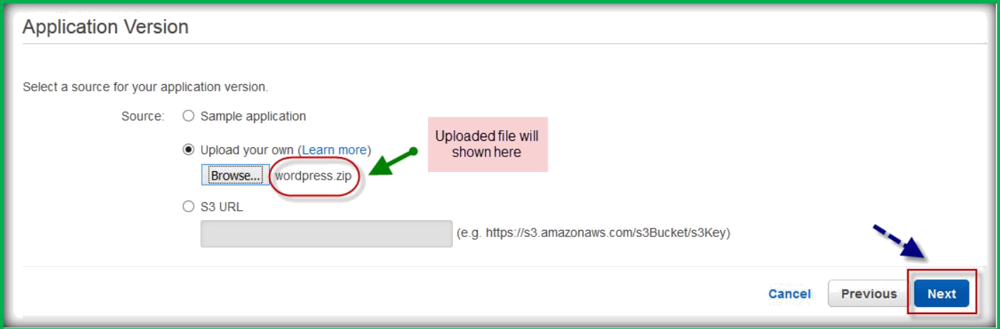 Application Version
Select a source for your application version.
Source: Sample application
Uploaded file will
shown here
Upload your own (Learn more)
Browse... wordpress.zip
S3 URL
(e.g. https://s3.amazonaws.com/s3Bucket/s3Key)
Cancel Previous Next